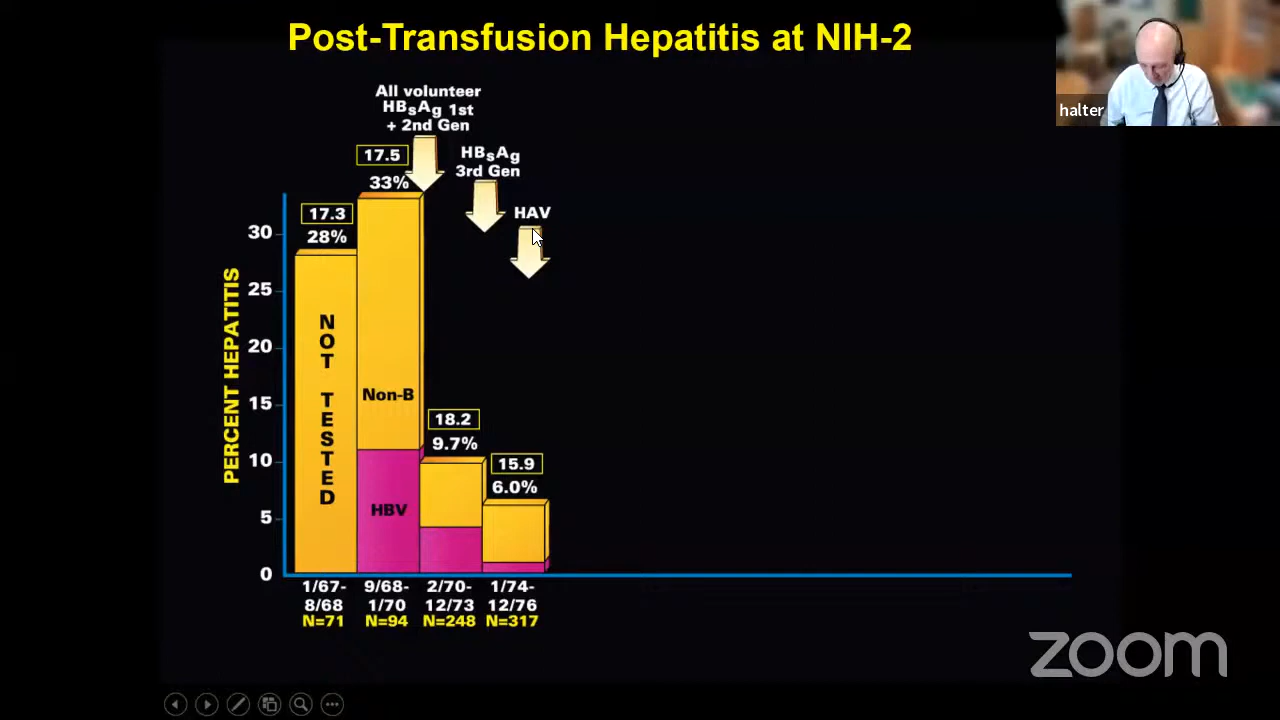 Post-Transfusion Hepatitis at NIH-2
halter
All volunteer
HBsAg 1st
+ 2nd Gen
HBsAg
3rd Gen
HAV
17.5
33%
17.3
28%
18.2
9.7%
15.9
6.0%
PERCENT HEPATITIS
30
25
20
15
10
5
0
NOT TESTED
Non-B
HBV
1/67-
8/68
N=71
9/68-
1/70
N=94
2/70-
12/73
N=248
1/74-
12/76
N=317
zoom